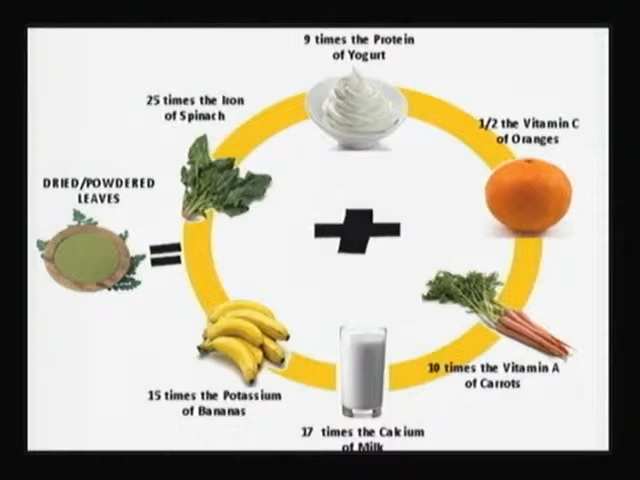 9 times the Protein
of Yogurt
25 times the Iron
of Spinach
1/2 the Vitamin C
of Oranges
DRIED/POWDERED
LEAVES
10 times the Vitamin A
of Carrots
15 times the Potassium
of Bananas
17 times the Calcium
of Milk